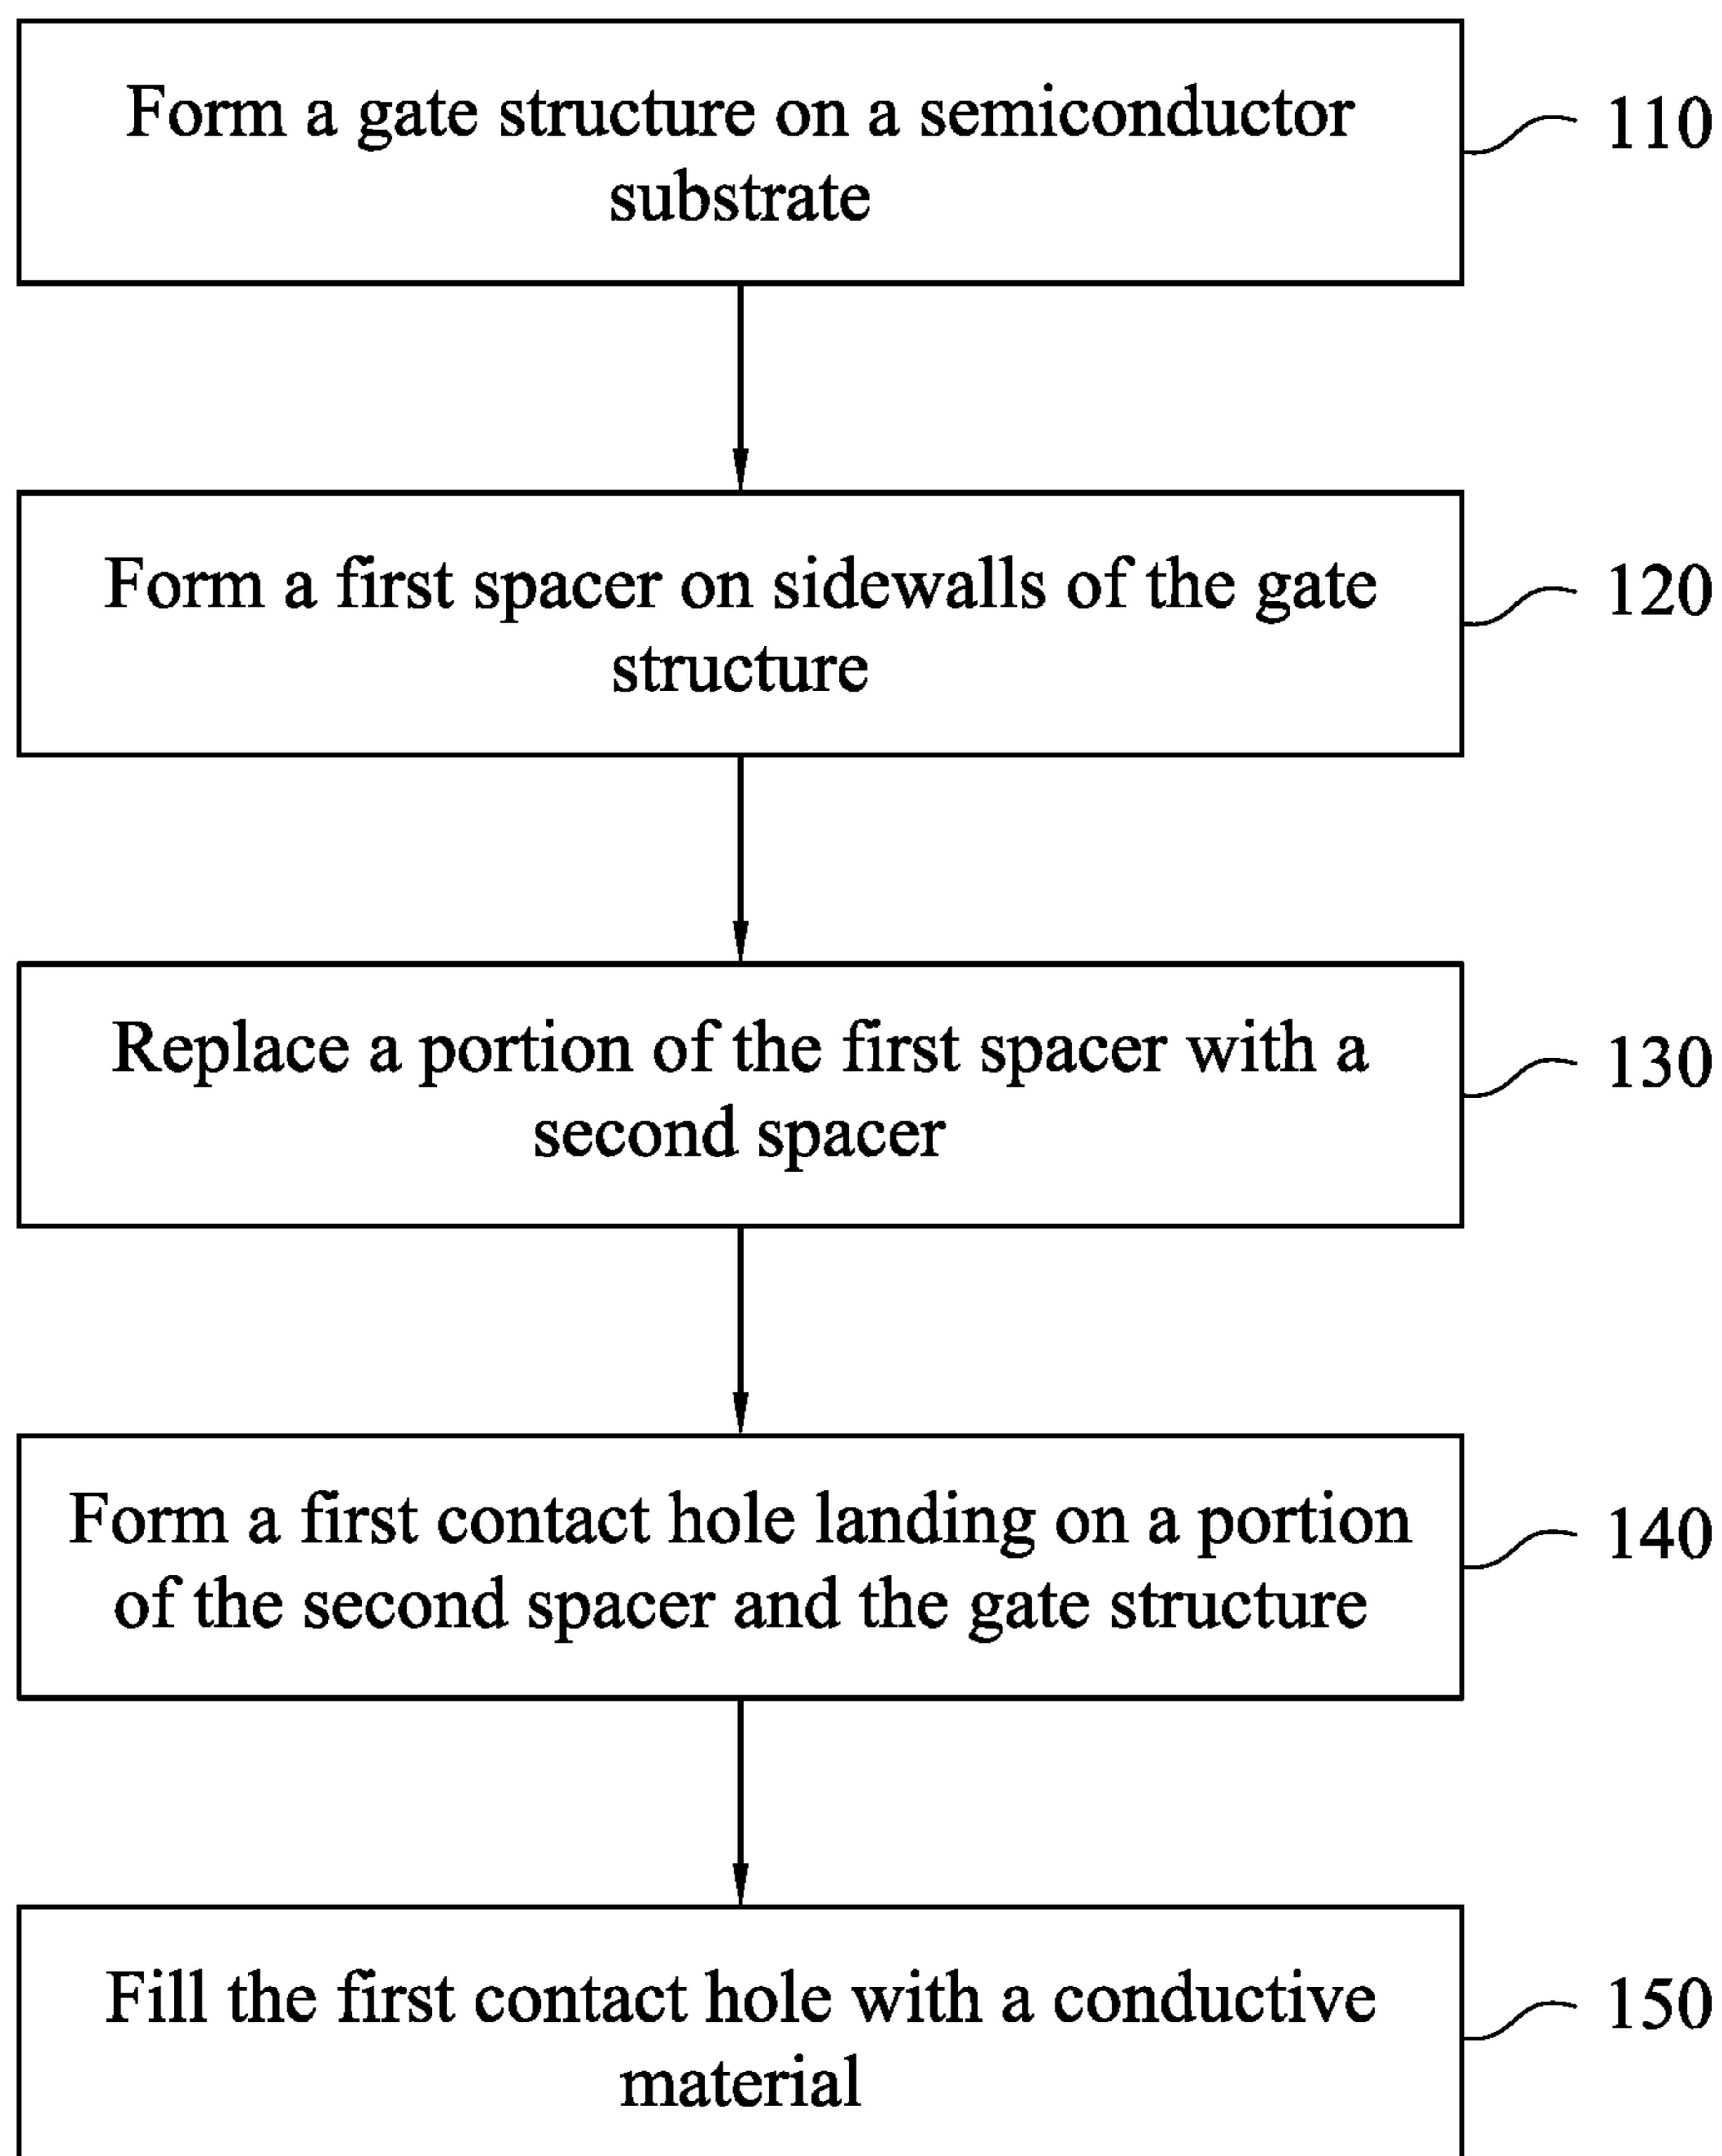 Form a gate structure on a semiconductor
substrate
110
Form a first spacer on sidewalls of the gate
structure
120
Replace a portion of the first spacer with a
second spacer
130
Form a first contact hole landing on a portion
of the second spacer and the gate structure
140
Fill the first contact hole with a conductive
material
150